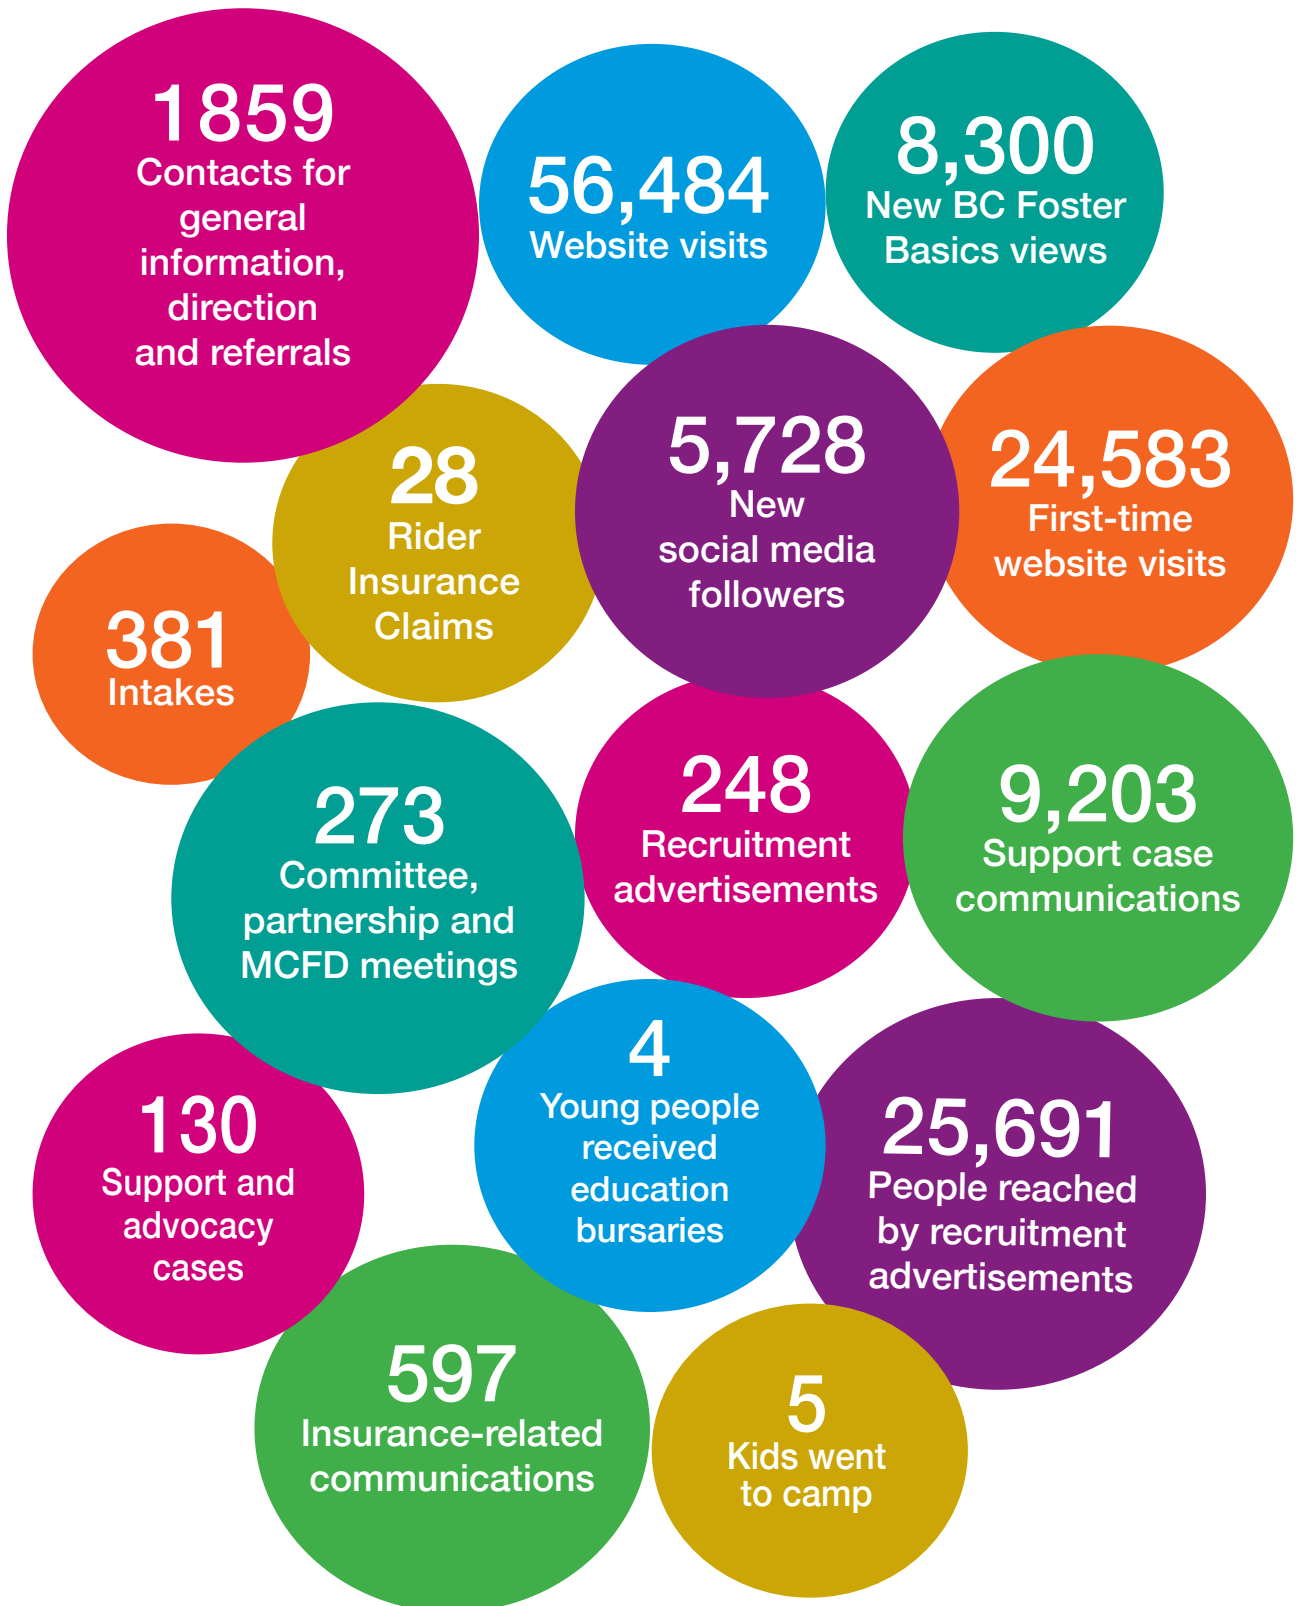 1859
Contacts for
general
information,
direction
and referrals
56,484
Website visits
8,300
New BC Foster
Basics views
28
Rider
Insurance
Claims
5,728
New
social media
followers
24,583
First-time
website visits
381
Intakes
273
Committee,
partnership and
MCFD meetings
248
Recruitment
advertisements
9,203
Support case
communications
130
Support and
advocacy
cases
4
Young people
received
education
bursaries
25,691
People reached
by recruitment
advertisements
597
Insurance-related
communications
5
Kids went
to camp